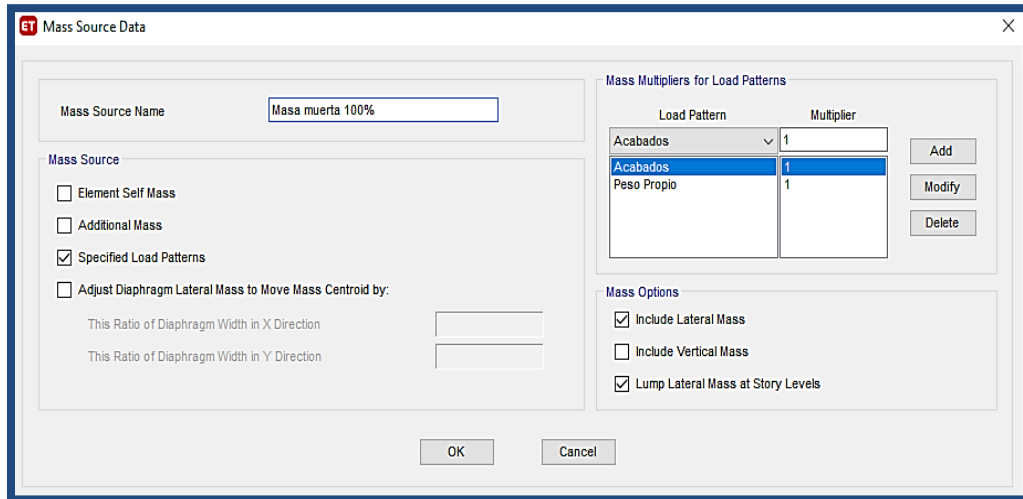 ET Mass Source Data
Mass Source Name Masa muerta 100%
Mass Source
Element Self Mass
Additional Mass
Specified Load Patterns
Adjust Diaphragm Lateral Mass to Move Mass Centroid by:
This Ratio of Diaphragm Width in X Direction
This Ratio of Diaphragm Width in Y Direction
Mass Multipliers for Load Patterns
Load Pattern Multiplier
Acabados 1
Acabados 1
Peso Propio 1
Add
Modify
Delete
Mass Options
Include Lateral Mass
Include Vertical Mass
Lump Lateral Mass at Story Levels
OK Cancel